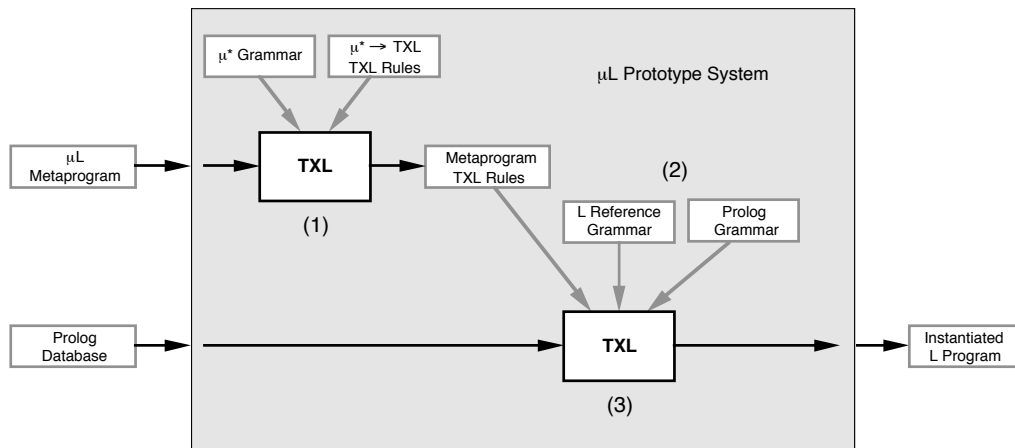 μ* Grammar
μ* → TXL
TXL Rules
μL Prototype System
μL
Metaprogram
TXL
Metaprogram
TXL Rules
(1)
(2)
L Reference
Grammar
Prolog
Grammar
Prolog
Database
TXL
Instantiated
L Program
(3)